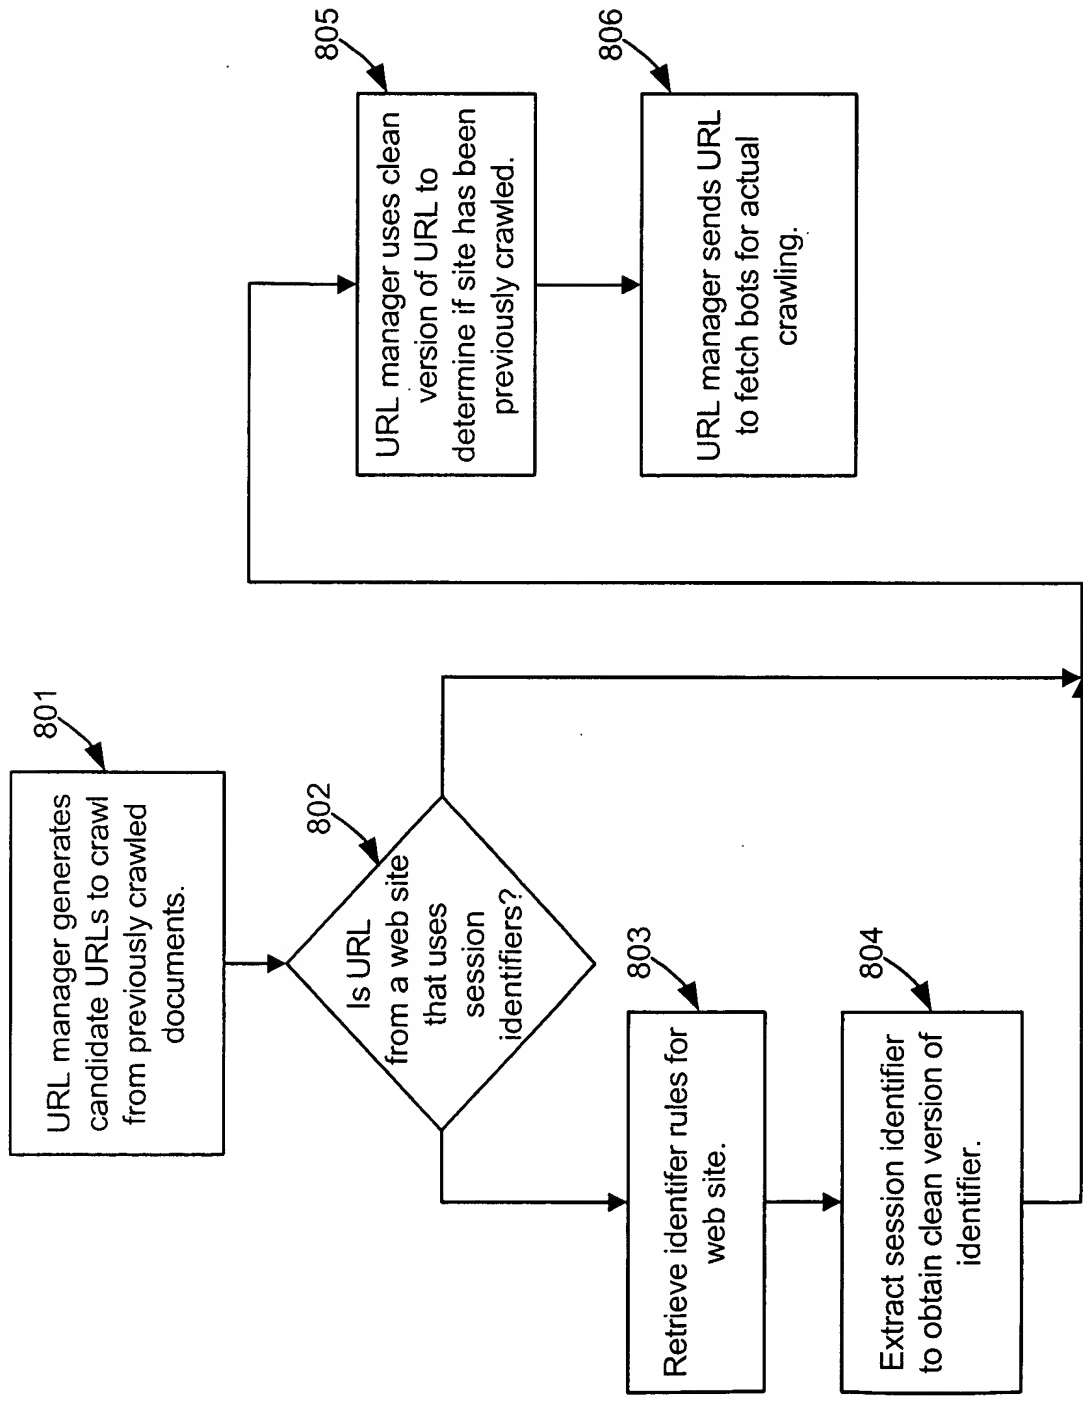 801
URL manager generates
candidate URLs to crawl
from previously crawled
documents.
802
Is URL
from a web site
that uses
session
identifiers?
803
Retrieve identifer rules for
web site.
804
Extract session identifier
to obtain clean version of
identifier.
805
URL manager uses clean
version of URL to
determine if site has been
previously crawled.
806
URL manager sends URL
to fetch bots for actual
crawling.